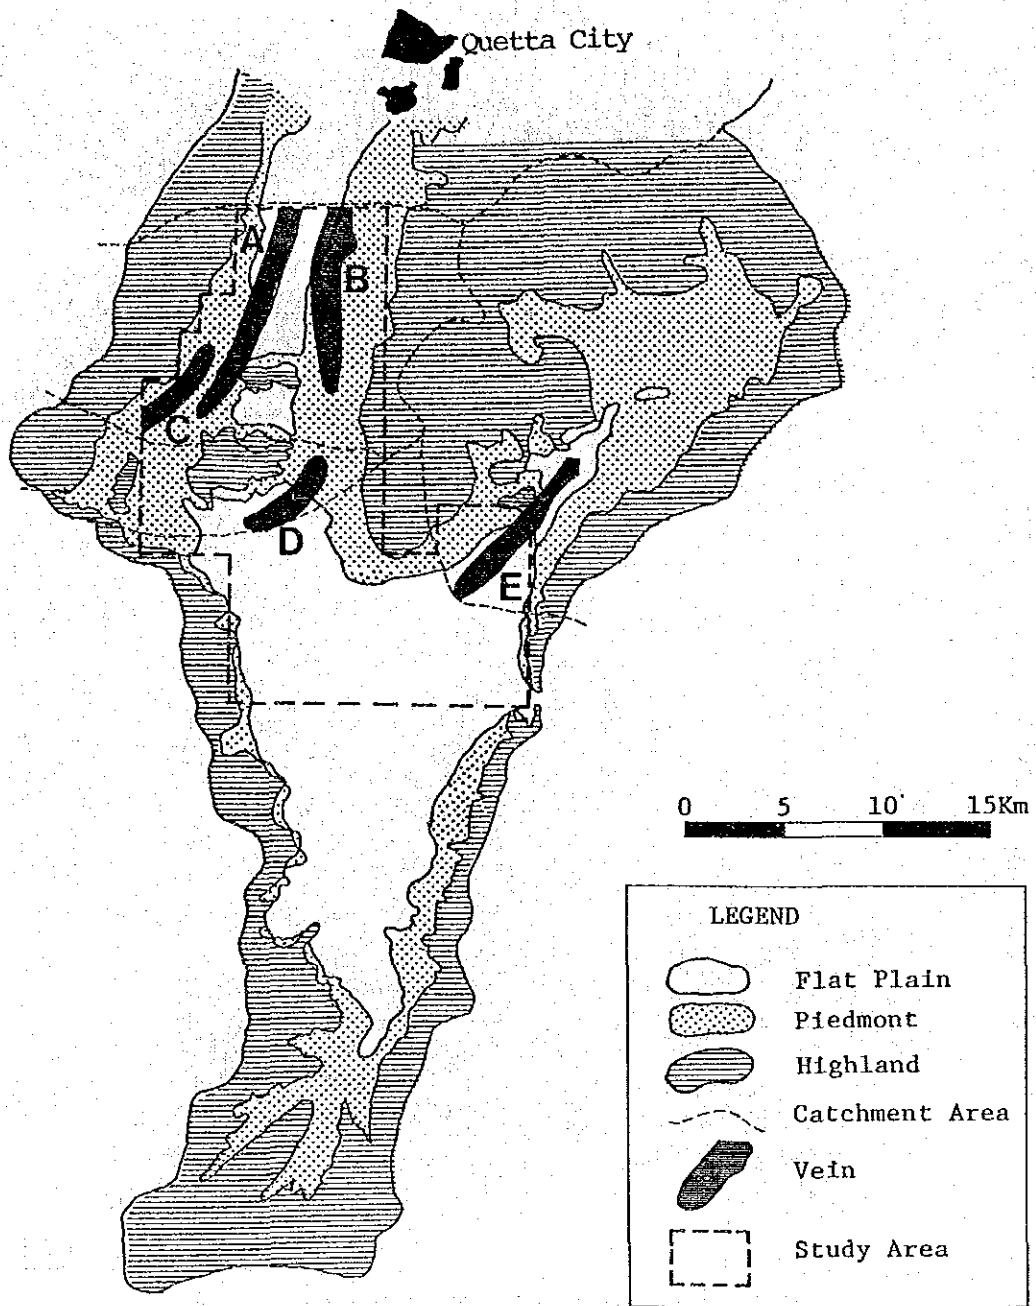 Quetta City
A
B
C
D
E
0 5 10 15Km
LEGEND
Flat Plain
Piedmont
Highland
Catchment Area
Vein
Study Area